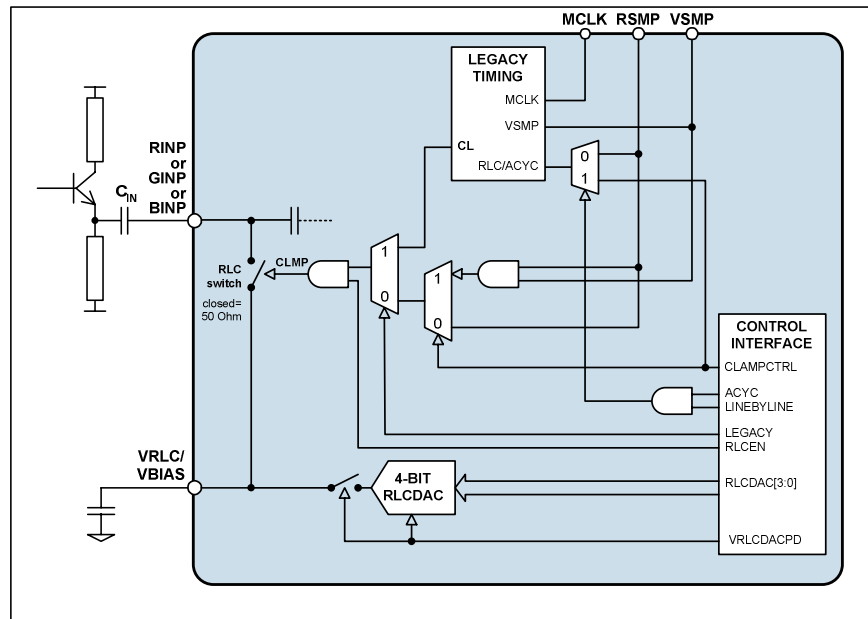 MCLK RSMP VSMP
LEGACY
TIMING
MCLK
VSMP
CL
RLC/ACYC
0
1
RINP
or
GINP
or
BINP
CIN
RLC
switch
closed=
50 Ohm
CLMP
1
0
1
0
CONTROL
INTERFACE
CLAMPCTRL
ACYC
LINEBYLINE
LEGACY
RLCEN
RLCDAC[3:0]
VRLCDACPD
VRLC/
VBIAS
4-BIT
RLCDAC